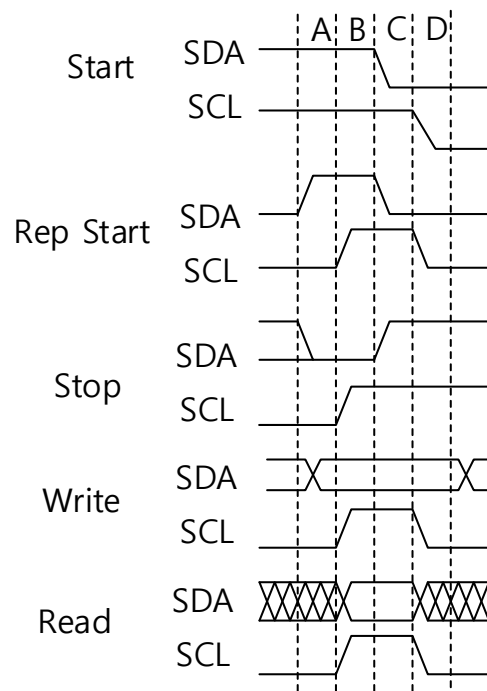 A B C D
Start
SDA
SCL
Rep Start
SDA
SCL
Stop
SDA
SCL
Write
SDA
SCL
Read
SDA
SCL